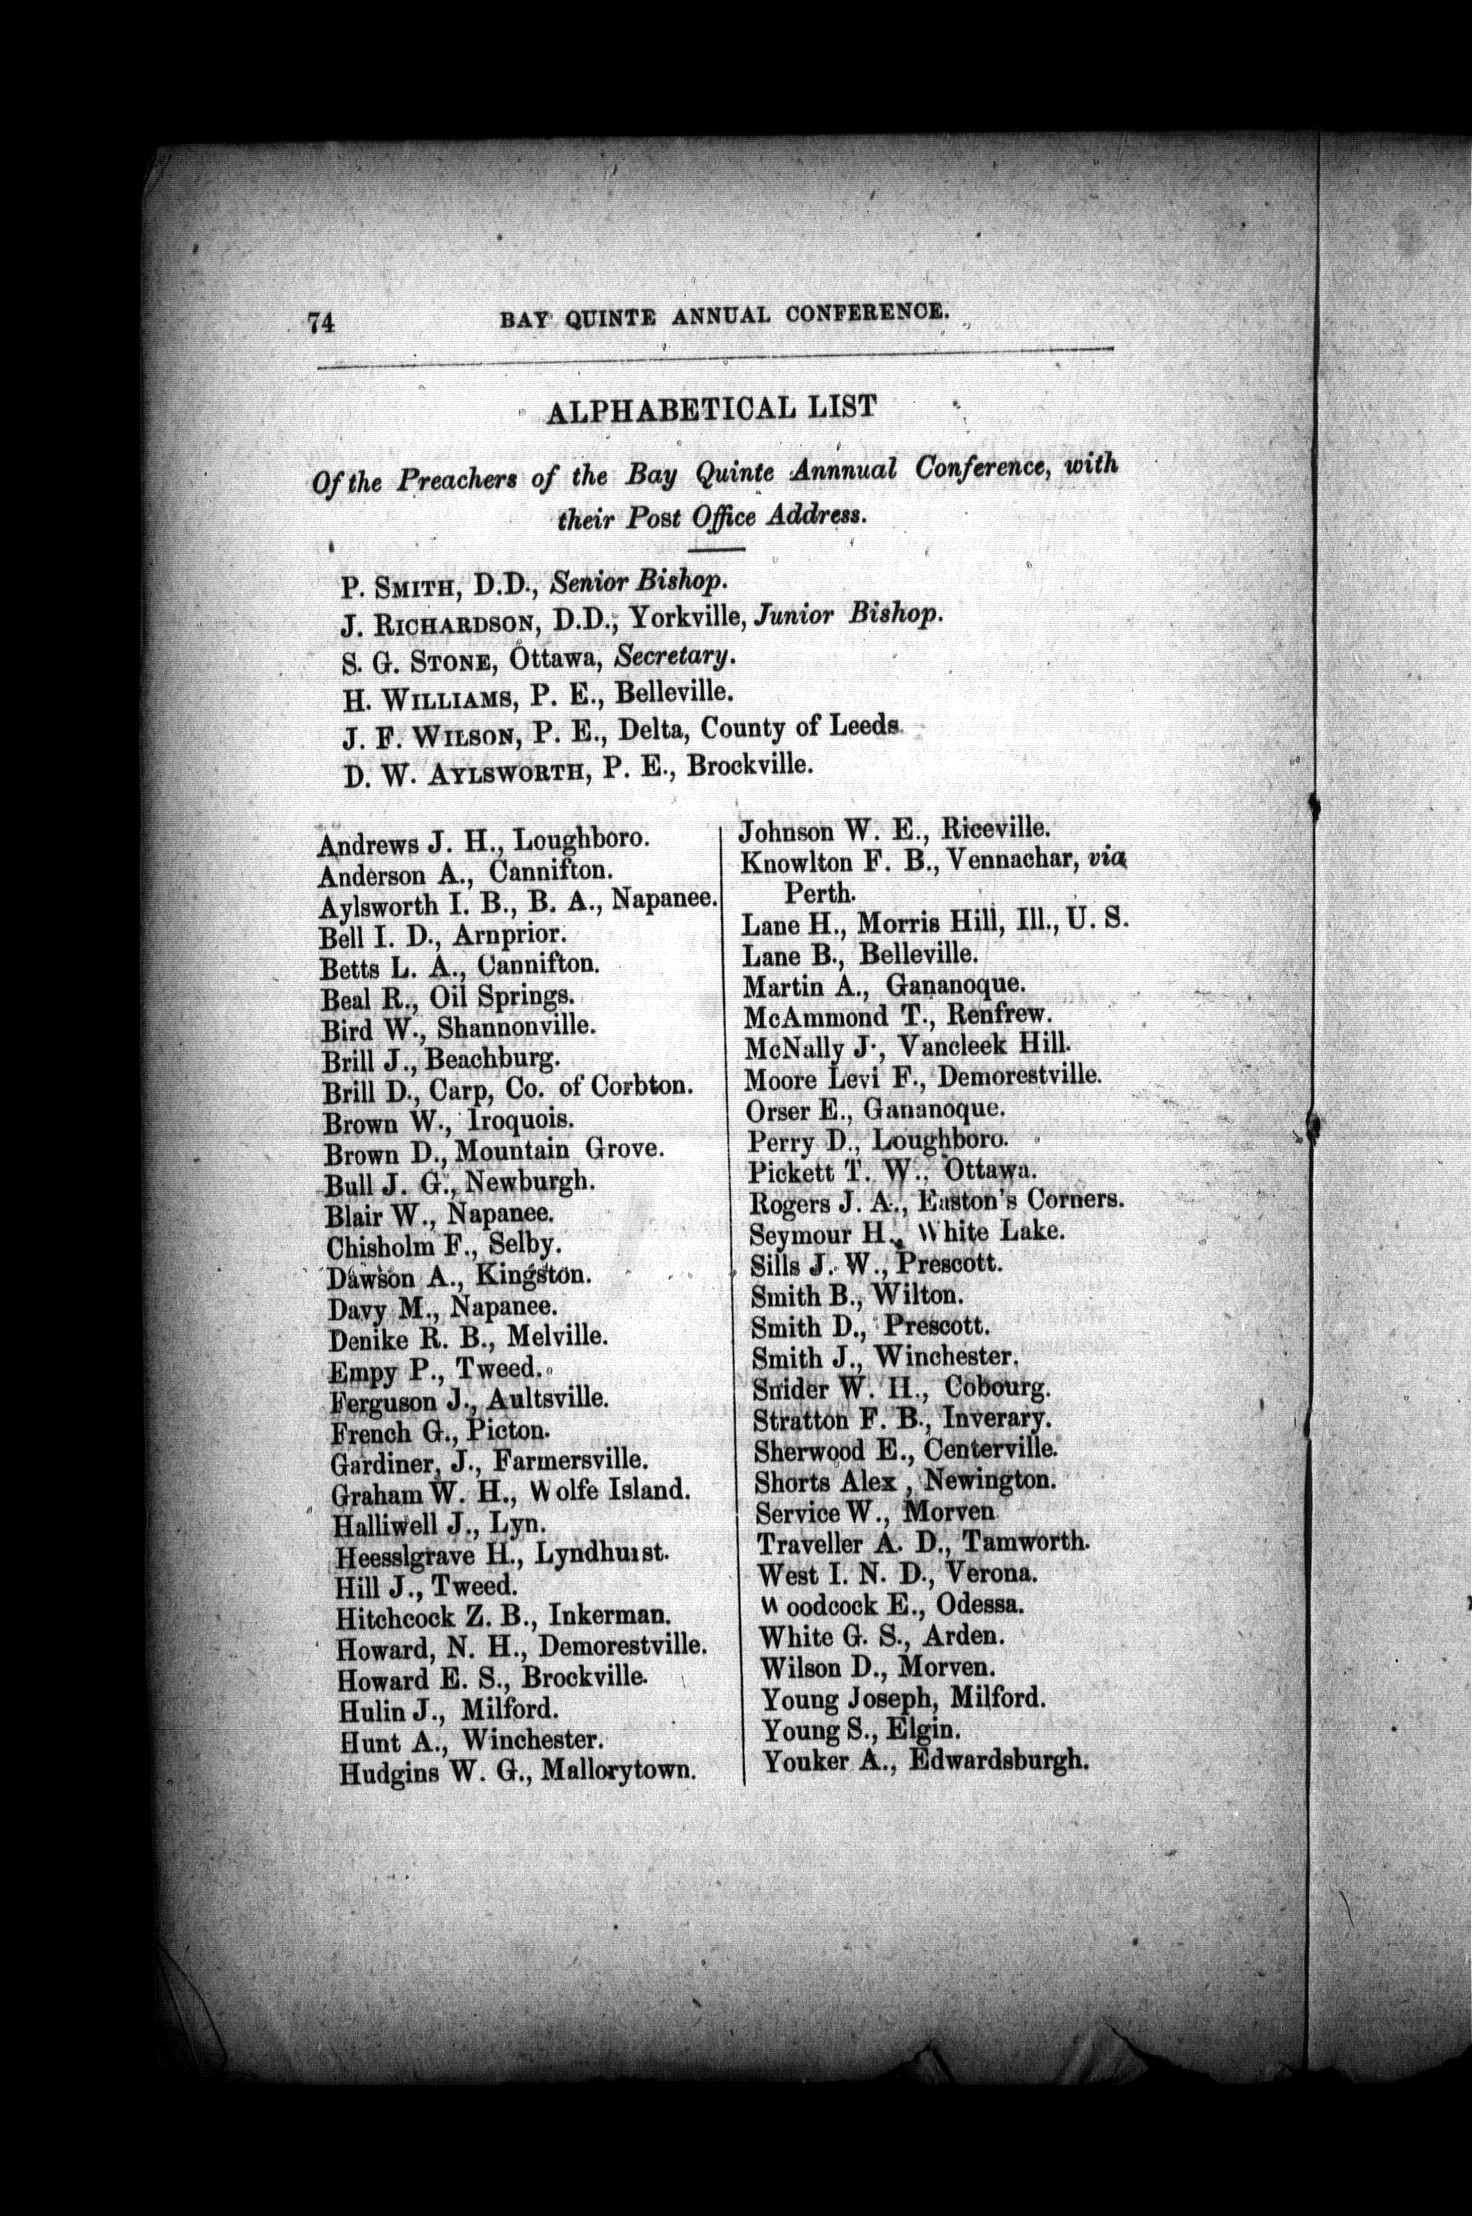 74 BAY QUINTE ANNUAL CONFERENCE.
ALPHABETICAL LIST
Of the Preachers of the Bay Quinte Annnual Conference, with
their Post Office Address.
P. SMITH, D.D., Senior Bishop.
J. RICHARDSON, D.D., Yorkville, Junior Bishop.
S. G. STONE, Ottawa, Secretary.
H. WILLIAMS, P. E., Belleville.
J. F. WILSON, P. E., Delta, County of Leeds.
D. W. AYLSWORTH, P. E., Brockville.
Andrews J. H., Loughboro.
Anderson A., Cannifton.
Aylsworth I. B., B. A., Napanee.
Bell I. D., Arnprior.
Betts L. A., Cannifton.
Beal R., Oil Springs.
Bird W., Shannonville.
Brill J., Beachburg.
Brill D., Carp, Co. of Corbton.
Brown W., Iroquois.
Brown D., Mountain Grove.
Bull J. G., Newburgh.
Blair W., Napanee.
Chisholm F., Selby.
Dawson A., Kingston.
Davy M., Napanee.
Denike R. B., Melville.
Empy P., Tweed.
Ferguson J., Aultsville.
French G., Picton.
Gardiner, J., Farmersville.
Graham W. H., Wolfe Island.
Halliwell J., Lyn.
Heesslgrave H., Lyndhurst.
Hill J., Tweed.
Hitchcock Z. B., Inkerman.
Howard, N. H., Demorestville.
Howard E. S., Brockville.
Hulin J., Milford.
Hunt A., Winchester.
Hudgins W. G., Mallorytown.
Johnson W. E., Riceville.
Knowlton F. B., Vennachar, via
Perth.
Lane H., Morris Hill, Ill., U. S.
Lane B., Belleville.
Martin A., Gananoque.
McAmmond T., Renfrew.
McNally J., Vancleek Hill.
Moore Levi F., Demorestville.
Orser E., Gananoque.
Perry D., Loughboro.
Pickett T. W., Ottawa.
Rogers J. A., Easton's Corners.
Seymour H., White Lake.
Sills J. W., Prescott.
Smith B., Wilton.
Smith D., Prescott.
Smith J., Winchester.
Snider W. H., Cobourg.
Stratton F. B., Inverary.
Sherwood E., Centerville.
Shorts Alex, Newington.
Service W., Morven
Traveller A. D., Tamworth.
West I. N. D., Verona.
Woodcock E., Odessa.
White G. S., Arden.
Wilson D., Morven.
Young Joseph, Milford.
Young S., Elgin.
Youker A., Edwardsburgh.